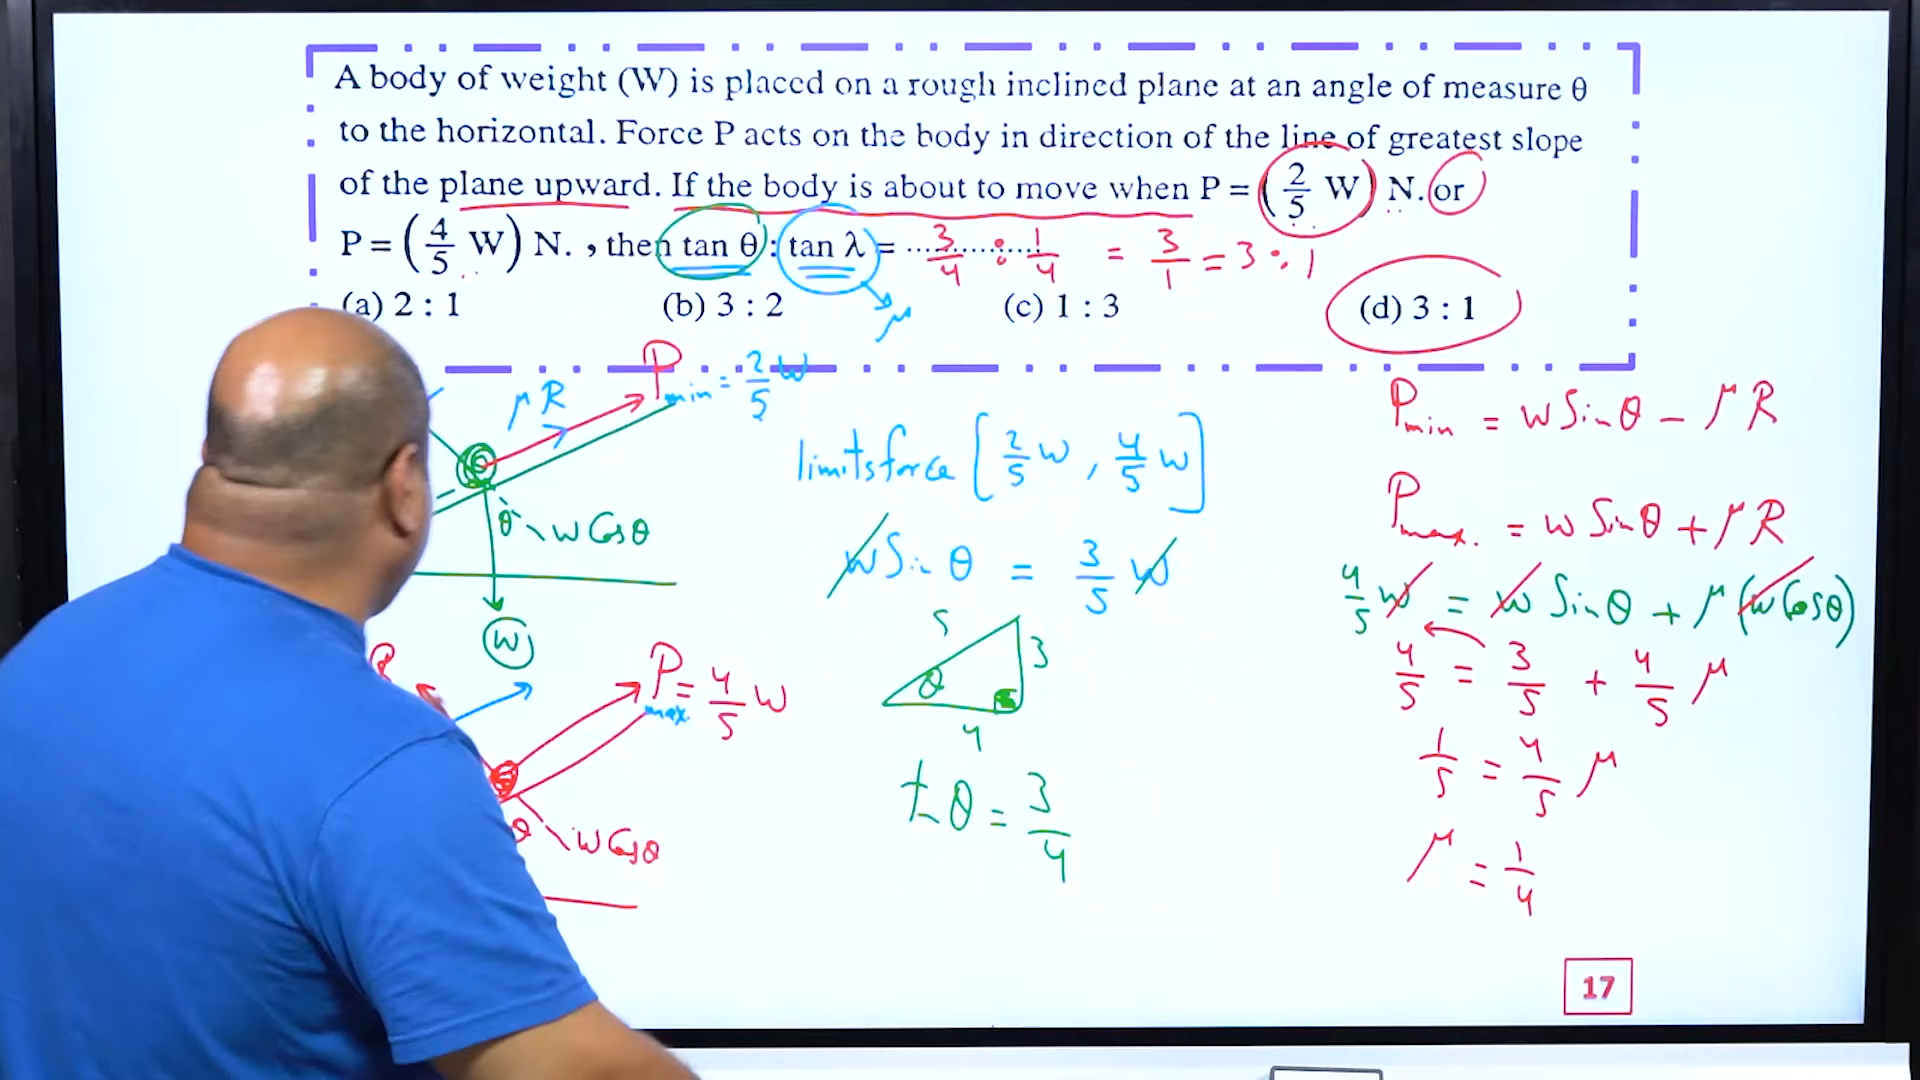 A body of weight (W) is placed on a rough inclined plane at an angle of measure θ
to the horizontal. Force P acts on the body in direction of the line of greatest slope
of the plane upward. If the body is about to move when P = (2/5 W) N. or
P = (4/5 W) N. , then tan θ : tan λ = .............. 3/4 : 1/4 = 3/1 = 3 : 1
(a) 2 : 1 (b) 3 : 2 (c) 1 : 3 (d) 3 : 1
μ
μR P min = 2/5 W
θ W Cos θ
W
R P max. = 4/5 W
θ W Cos θ
limits force [2/5 W , 4/5 W]
W Sin θ = 3/5 W
5 3
θ
4
tan θ = 3/4
P min = W Sin θ - μR
P max. = W Sin θ + μR
4/5 W = W Sin θ + μ (W Cos θ)
4/5 = 3/5 + 4/5 μ
1/5 = 4/5 μ
μ = 1/4
17